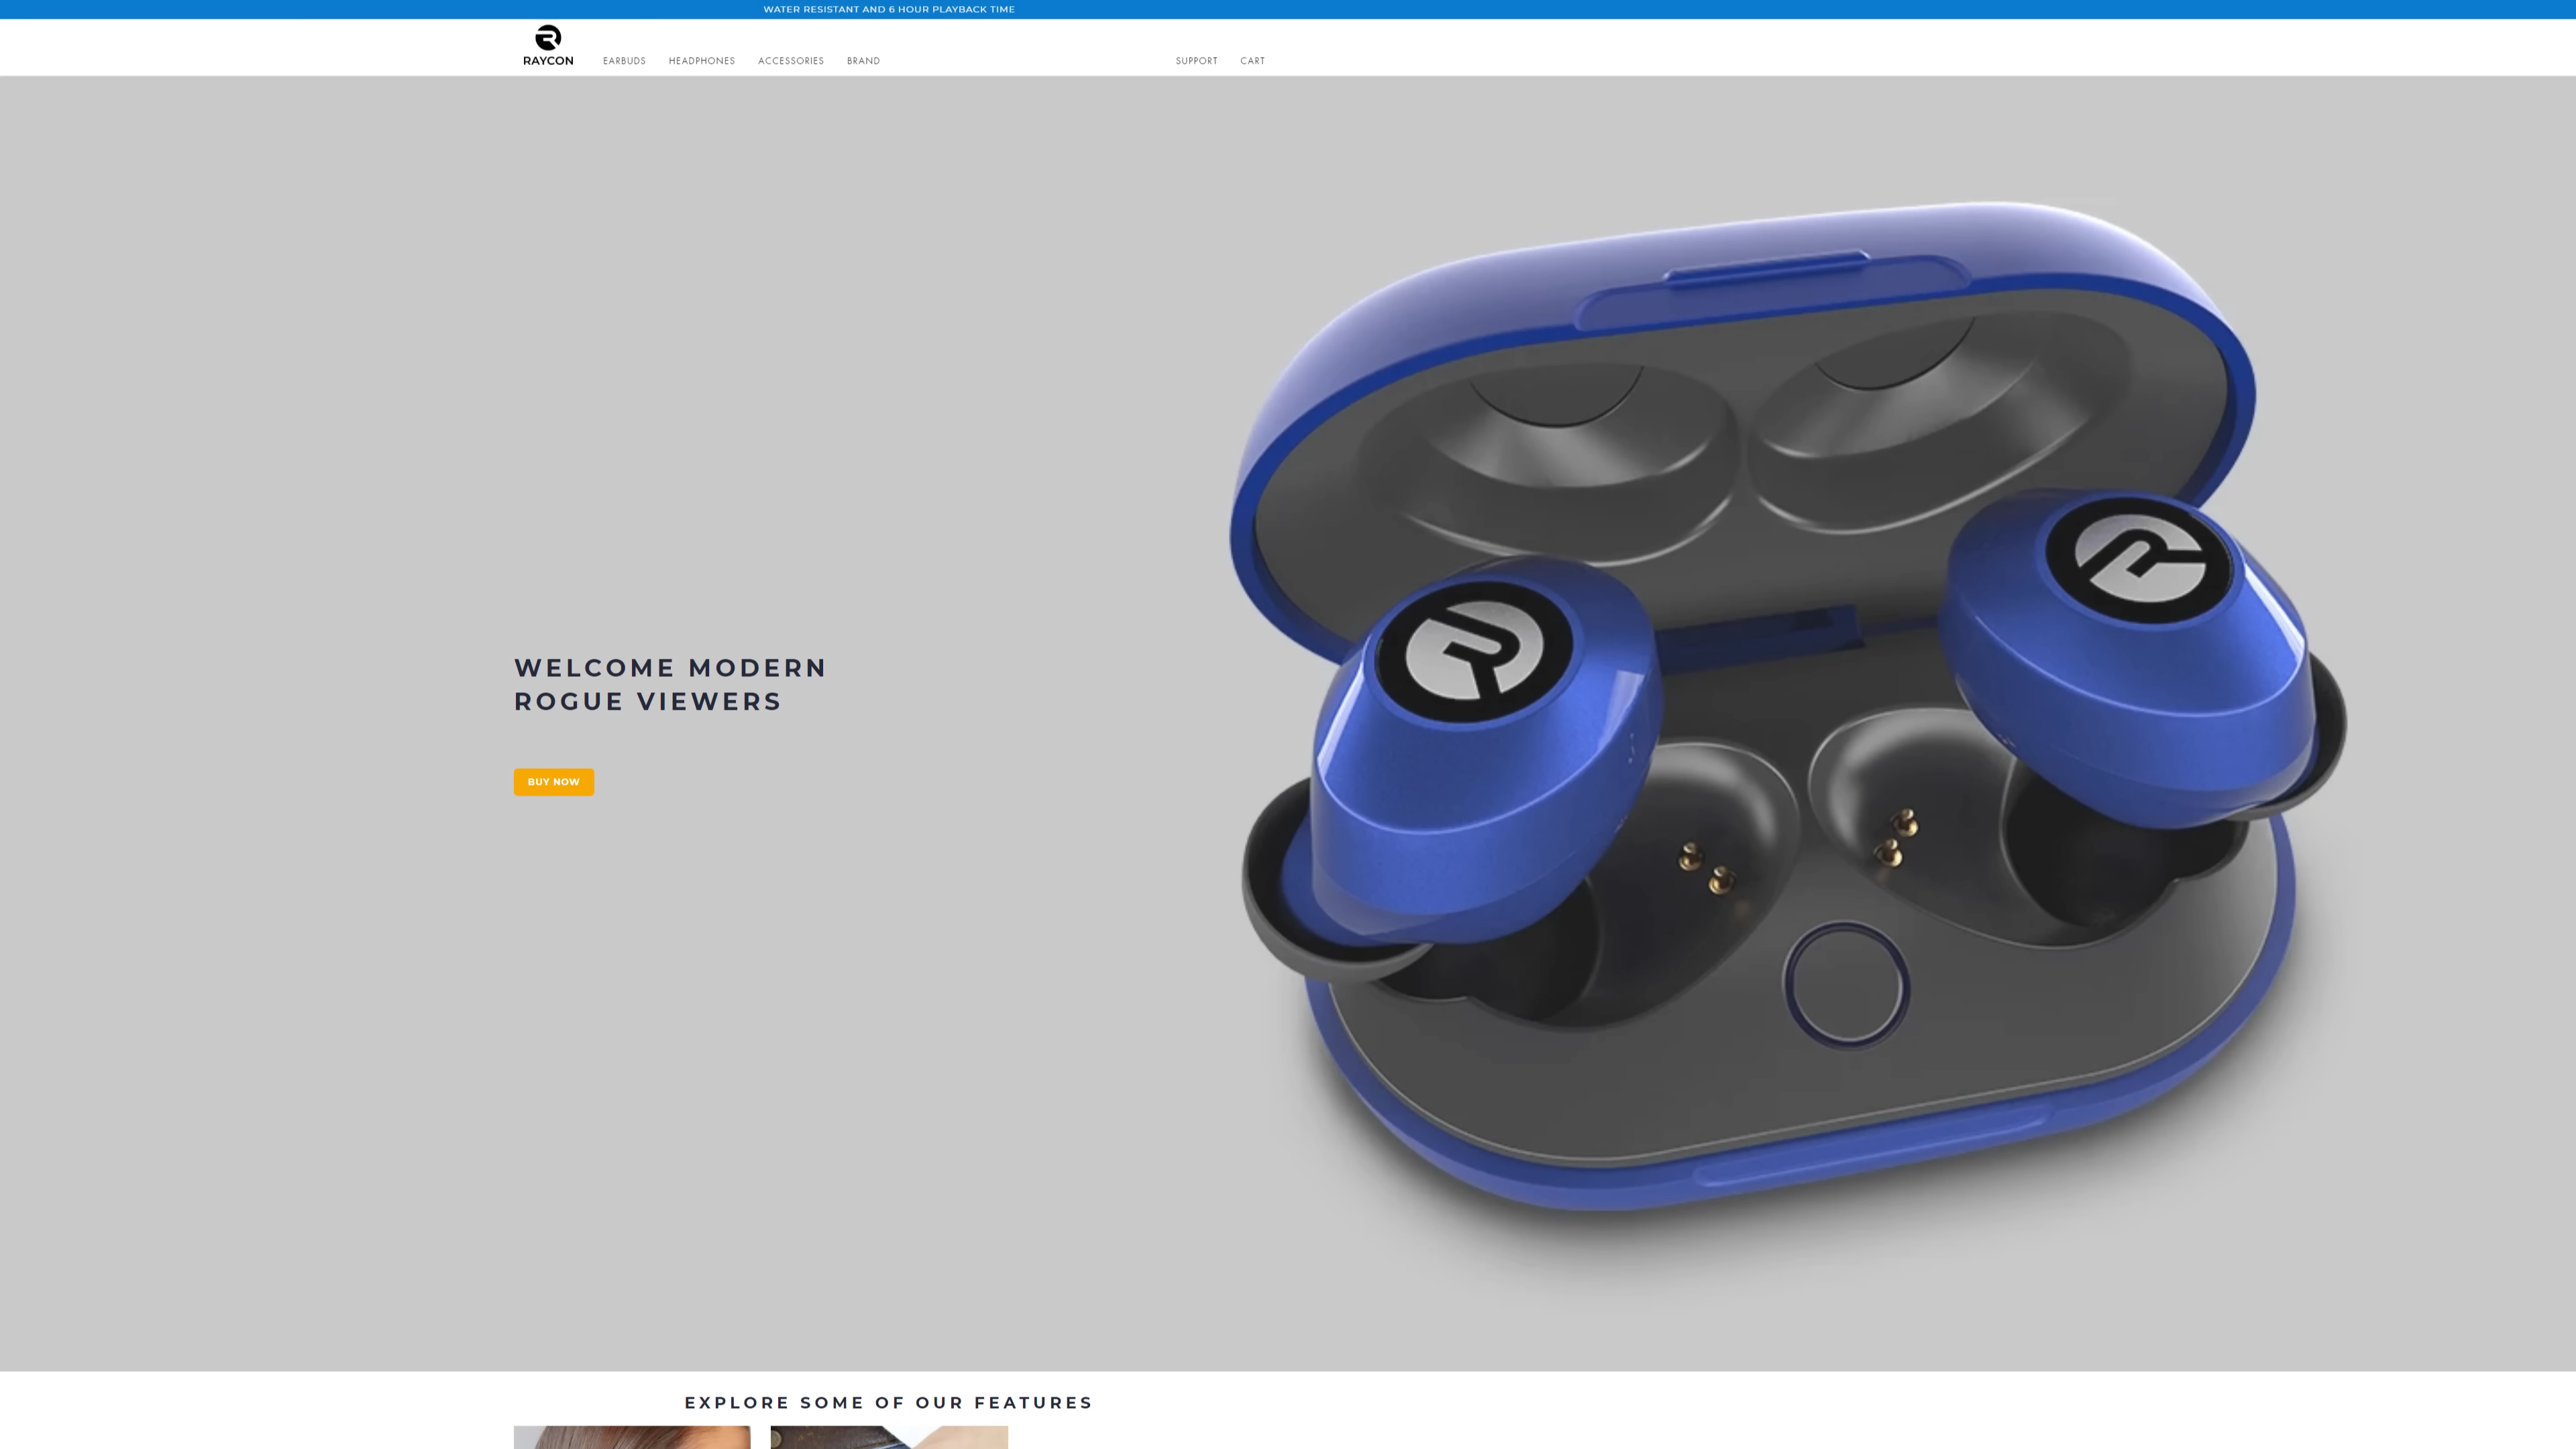 WATER RESISTANT AND 6 HOUR PLAYBACK TIME
RAYCON
EARBUDS HEADPHONES ACCESSORIES BRAND SUPPORT CART
WELCOME MODERN
ROGUE VIEWERS
BUY NOW
EXPLORE SOME OF OUR FEATURES